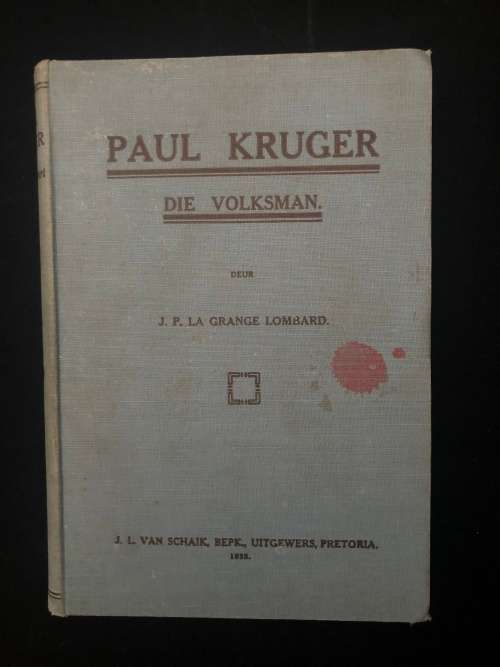 PAUL KRUGER
DIE VOLKSMAN.
DEUR
J. P. LA GRANGE LOMBARD.
J. L. VAN SCHAIK, BEPK., UITGEWERS, PRETORIA.